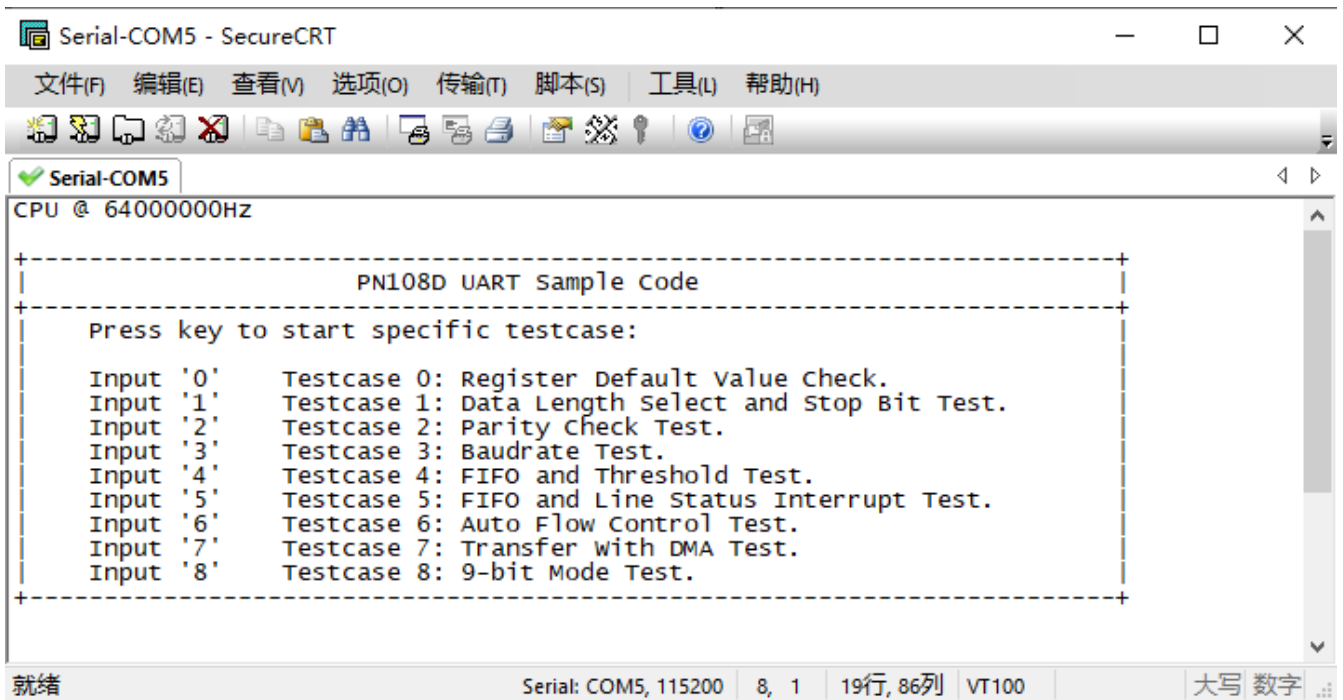 Serial-COM5 - SecureCRT
文件(F) 编辑(E) 查看(V) 选项(O) 传输(T) 脚本(S) 工具(L) 帮助(H)
Serial-COM5
CPU @ 64000000Hz
+-----------------------------------------------------------------------+
| PN108D UART Sample Code |
+-----------------------------------------------------------------------+
| Press key to start specific testcase: |
| |
| Input '0' Testcase 0: Register Default Value Check. |
| Input '1' Testcase 1: Data Length Select and Stop Bit Test. |
| Input '2' Testcase 2: Parity Check Test. |
| Input '3' Testcase 3: Baudrate Test. |
| Input '4' Testcase 4: FIFO and Threshold Test. |
| Input '5' Testcase 5: FIFO and Line Status Interrupt Test. |
| Input '6' Testcase 6: Auto Flow Control Test. |
| Input '7' Testcase 7: Transfer With DMA Test. |
| Input '8' Testcase 8: 9-bit Mode Test. |
+-----------------------------------------------------------------------+
就绪 Serial: COM5, 115200 8, 1 19行, 86列 VT100 大写 数字